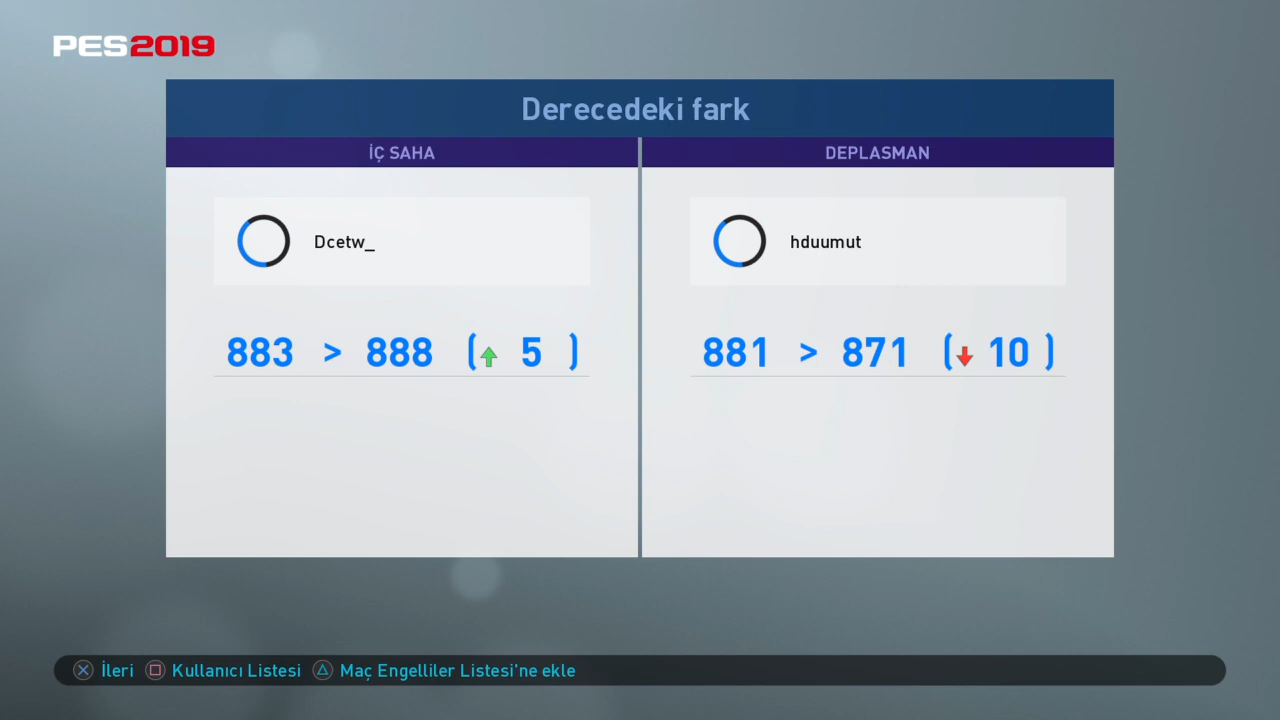 PES2019
Derecedeki fark
İÇ SAHA
DEPLASMAN
Dcetw_
hduumut
883 > 888 (↑ 5 )
881 > 871 (↓ 10 )
İleri Kullanıcı Listesi Maç Engelliler Listesi'ne ekle